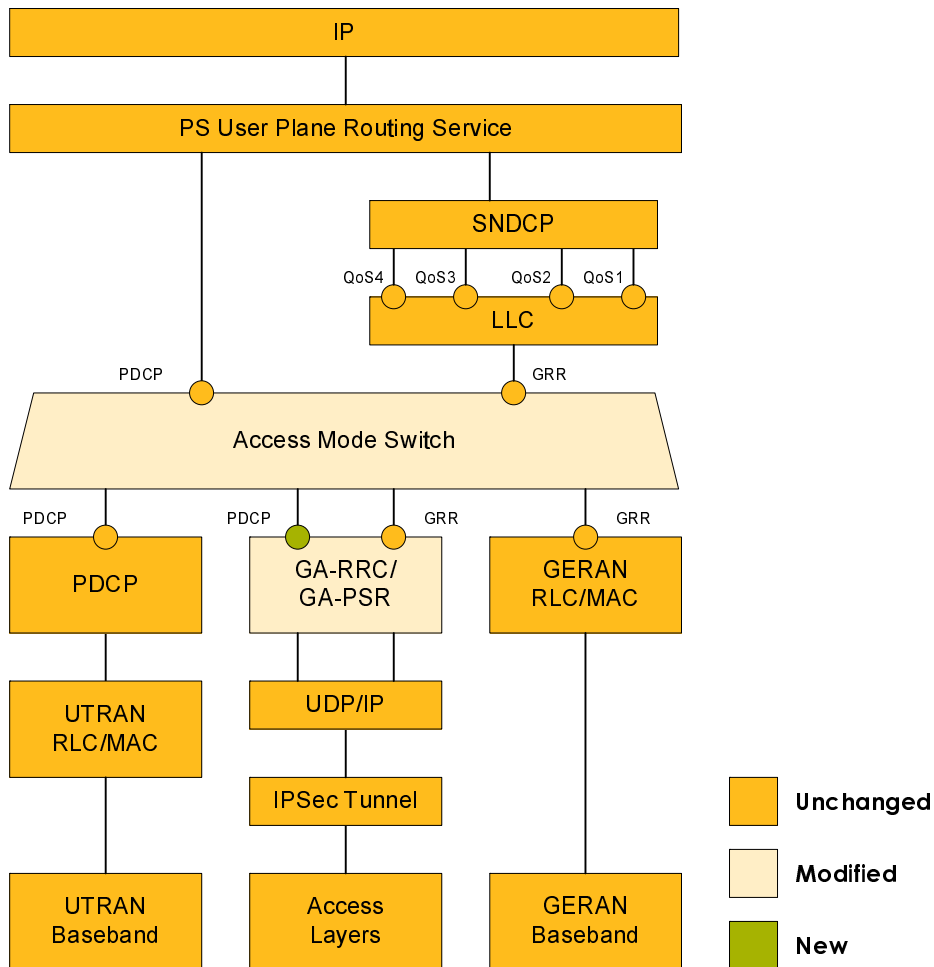 IP
PS User Plane Routing Service
SNDCP
QoS4
QoS3
QoS2
QoS1
LLC
PDCP
GRR
Access Mode Switch
PDCP
PDCP
GRR
GRR
PDCP
GA-RRC/
GA-PSR
GERAN
RLC/MAC
UTRAN
RLC/MAC
UDP/IP
IPSec Tunnel
Unchanged
Modified
UTRAN
Baseband
Access
Layers
GERAN
Baseband
New